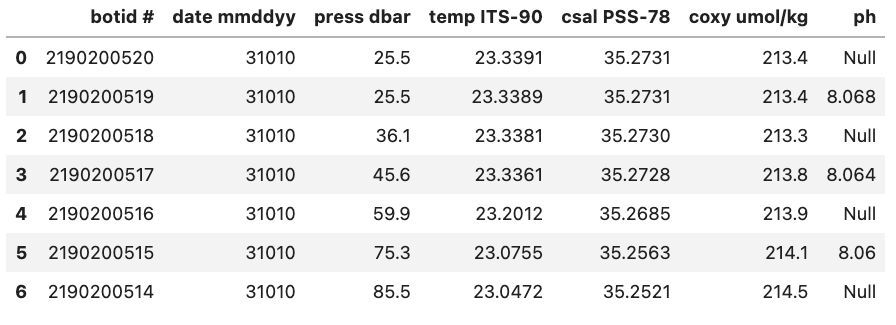 botid # date mmddyy press dbar temp ITS-90 csal PSS-78 coxy umol/kg ph
0 2190200520 31010 25.5 23.3391 35.2731 213.4 Null
1 2190200519 31010 25.5 23.3389 35.2731 213.4 8.068
2 2190200518 31010 36.1 23.3381 35.2730 213.3 Null
3 2190200517 31010 45.6 23.3361 35.2728 213.8 8.064
4 2190200516 31010 59.9 23.2012 35.2685 213.9 Null
5 2190200515 31010 75.3 23.0755 35.2563 214.1 8.06
6 2190200514 31010 85.5 23.0472 35.2521 214.5 Null